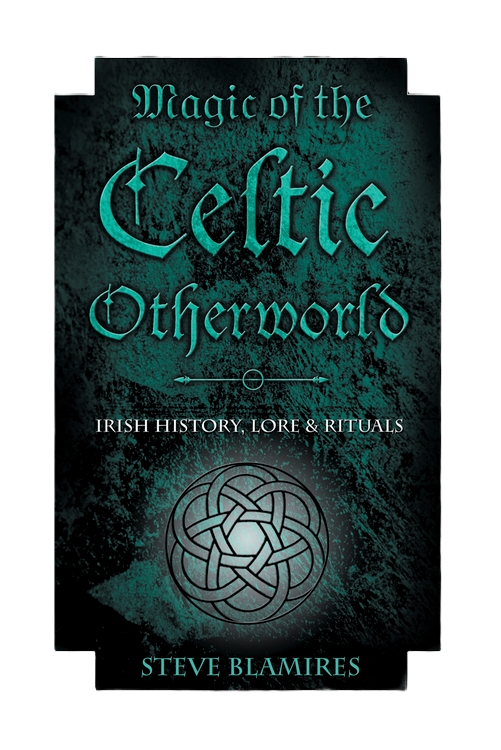 Magic of the
Celtic
Otherworld
IRISH HISTORY, LORE & RITUALS
STEVE BLAMIRES